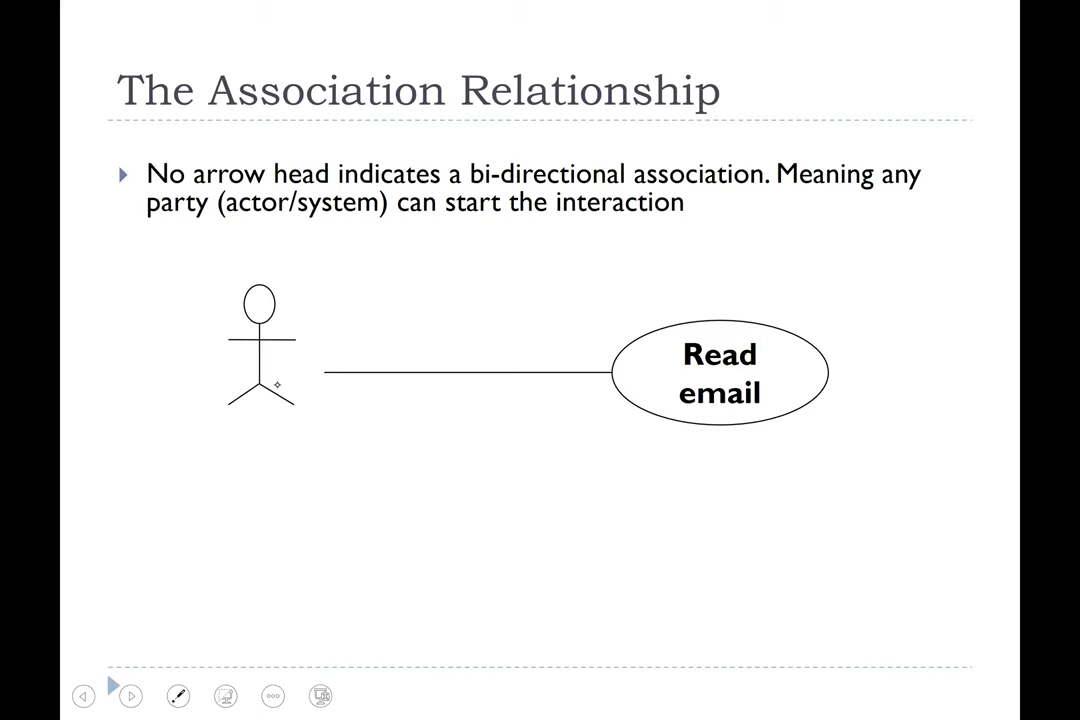 The Association Relationship
No arrow head indicates a bi-directional association. Meaning any
party (actor/system) can start the interaction
Read
email